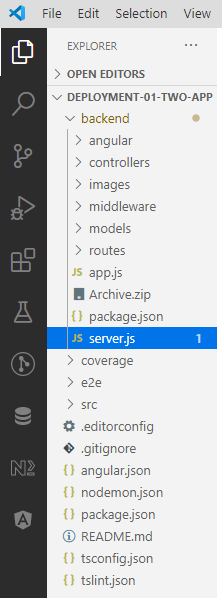 File Edit Selection
EXPLORER ···
OPEN EDITORS
DEPLOYMENT-01-TWO-APP
backend
angular
controllers
images
middleware
models
routes
JS app.js
Archive.zip
{} package.json
JS server.js 1
coverage
e2e
src
.editorconfig
.gitignore
{} angular.json
{} nodemon.json
{} package.json
README.md
{} tsconfig.json
{} tslint.json